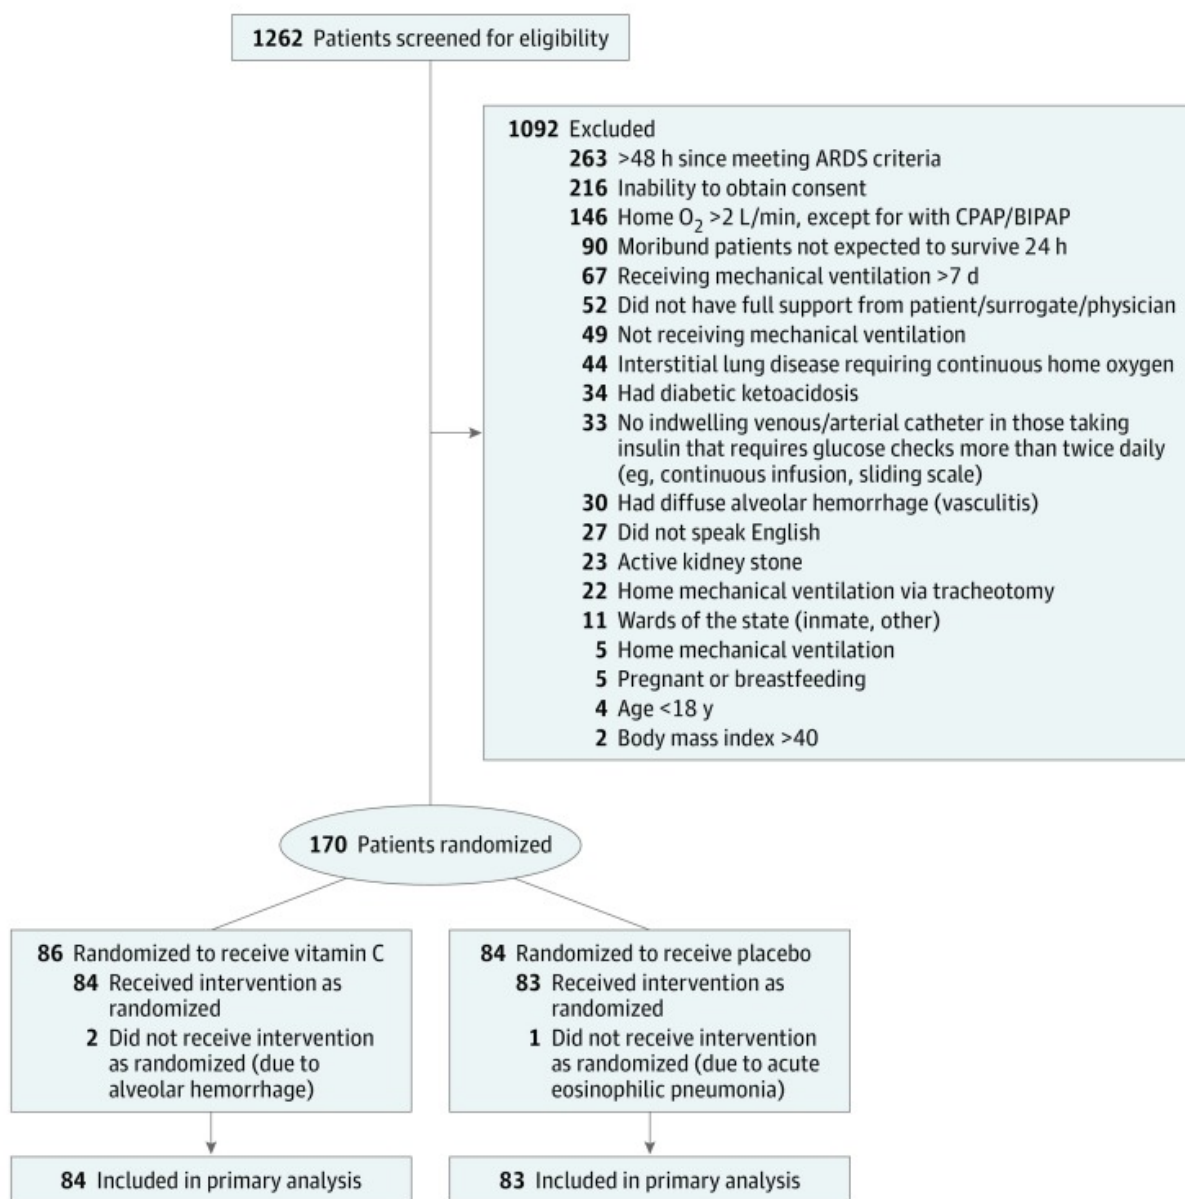 1262 Patients screened for eligibility
1092 Excluded
263 >48 h since meeting ARDS criteria
216 Inability to obtain consent
146 Home O2 >2 L/min, except for with CPAP/BIPAP
90 Moribund patients not expected to survive 24 h
67 Receiving mechanical ventilation >7 d
52 Did not have full support from patient/surrogate/physician
49 Not receiving mechanical ventilation
44 Interstitial lung disease requiring continuous home oxygen
34 Had diabetic ketoacidosis
33 No indwelling venous/arterial catheter in those taking
insulin that requires glucose checks more than twice daily
(eg, continuous infusion, sliding scale)
30 Had diffuse alveolar hemorrhage (vasculitis)
27 Did not speak English
23 Active kidney stone
22 Home mechanical ventilation via tracheotomy
11 Wards of the state (inmate, other)
5 Home mechanical ventilation
5 Pregnant or breastfeeding
4 Age <18 y
2 Body mass index >40
170 Patients randomized
86 Randomized to receive vitamin C
84 Received intervention as
randomized
2 Did not receive intervention
as randomized (due to
alveolar hemorrhage)
84 Randomized to receive placebo
83 Received intervention as
randomized
1 Did not receive intervention
as randomized (due to acute
eosinophilic pneumonia)
84 Included in primary analysis
83 Included in primary analysis